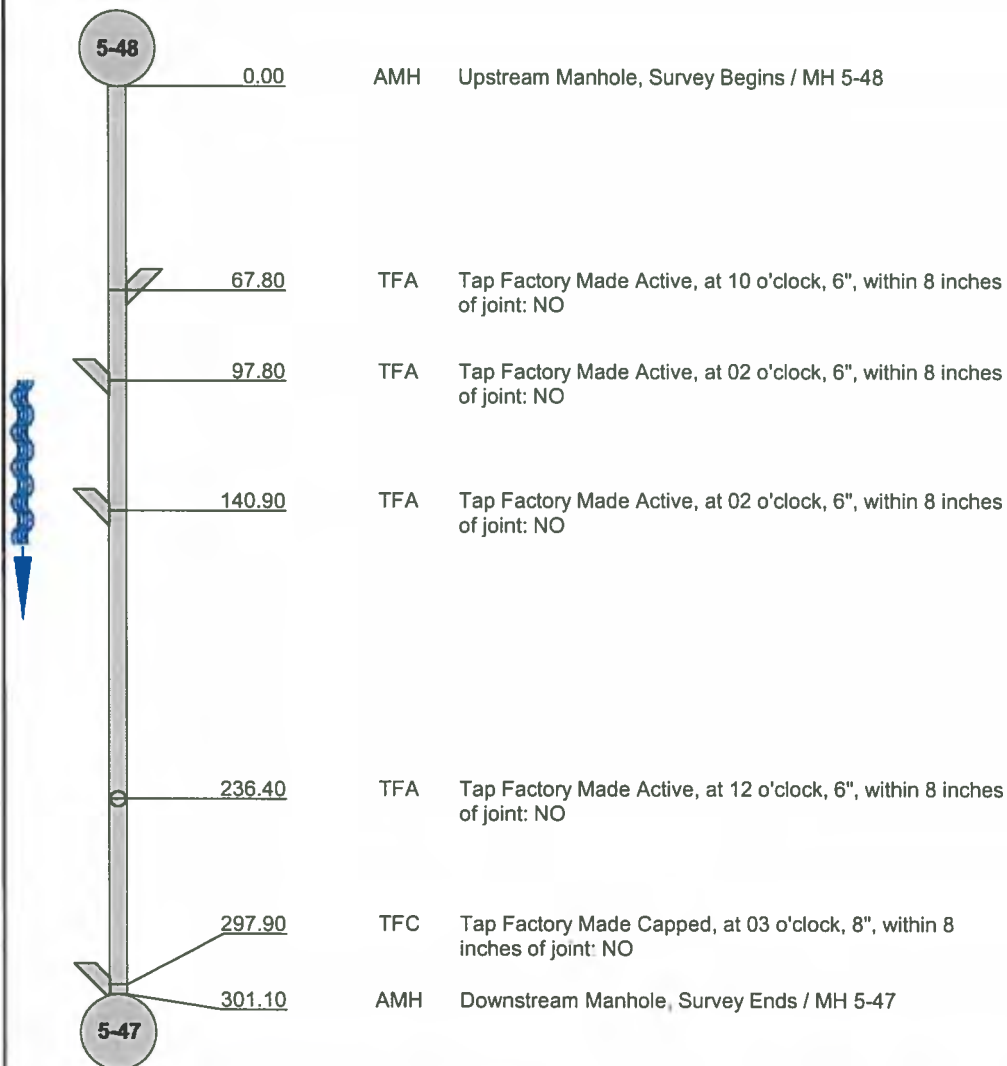 5-48
0.00 AMH Upstream Manhole, Survey Begins / MH 5-48
67.80 TFA Tap Factory Made Active, at 10 o'clock, 6", within 8 inches
of joint: NO
97.80 TFA Tap Factory Made Active, at 02 o'clock, 6", within 8 inches
of joint: NO
140.90 TFA Tap Factory Made Active, at 02 o'clock, 6", within 8 inches
of joint: NO
236.40 TFA Tap Factory Made Active, at 12 o'clock, 6", within 8 inches
of joint: NO
297.90 TFC Tap Factory Made Capped, at 03 o'clock, 8", within 8
inches of joint: NO
301.10 AMH Downstream Manhole, Survey Ends / MH 5-47
5-47